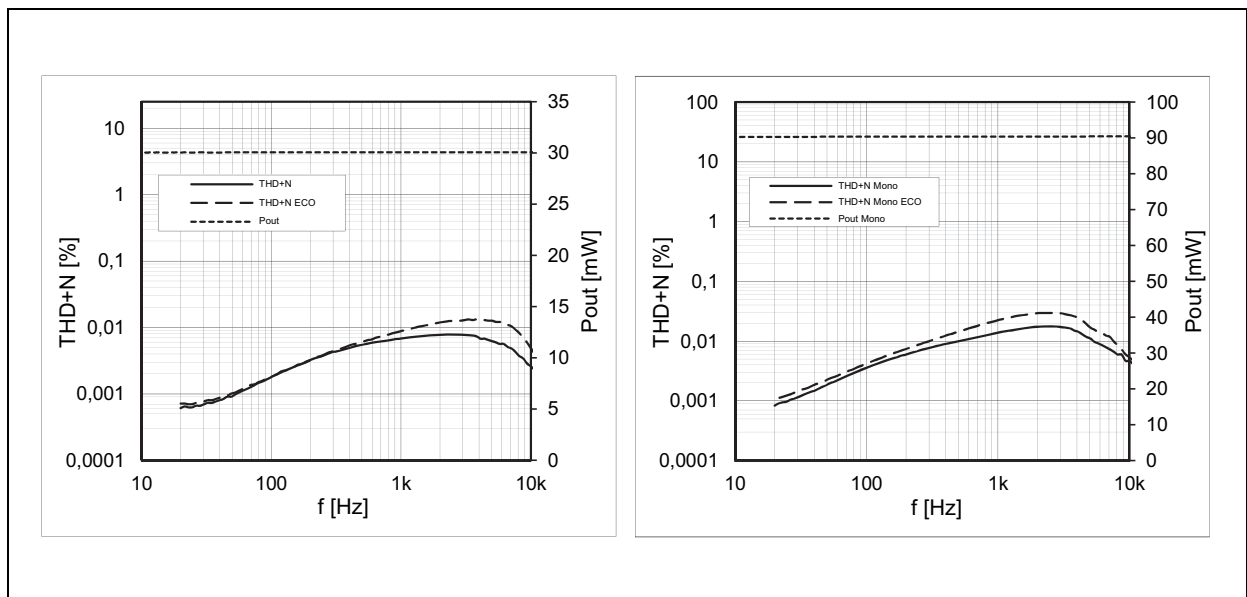 35
10
30
THD+N
25
1
THD+N ECO
Pout
20
0,1
THD+N [%]
Pout [mW]
15
0,01
10
0,001
5
0,0001
0
10 100 1k 10k
f [Hz]
100
100
90
10
80
THD+N Mono
THD+N Mono ECO
70
1
Pout Mono
60
THD+N [%]
Pout [mW]
0,1
50
40
0,01
30
0,001
20
10
0,0001
0
10 100 1k 10k
f [Hz]